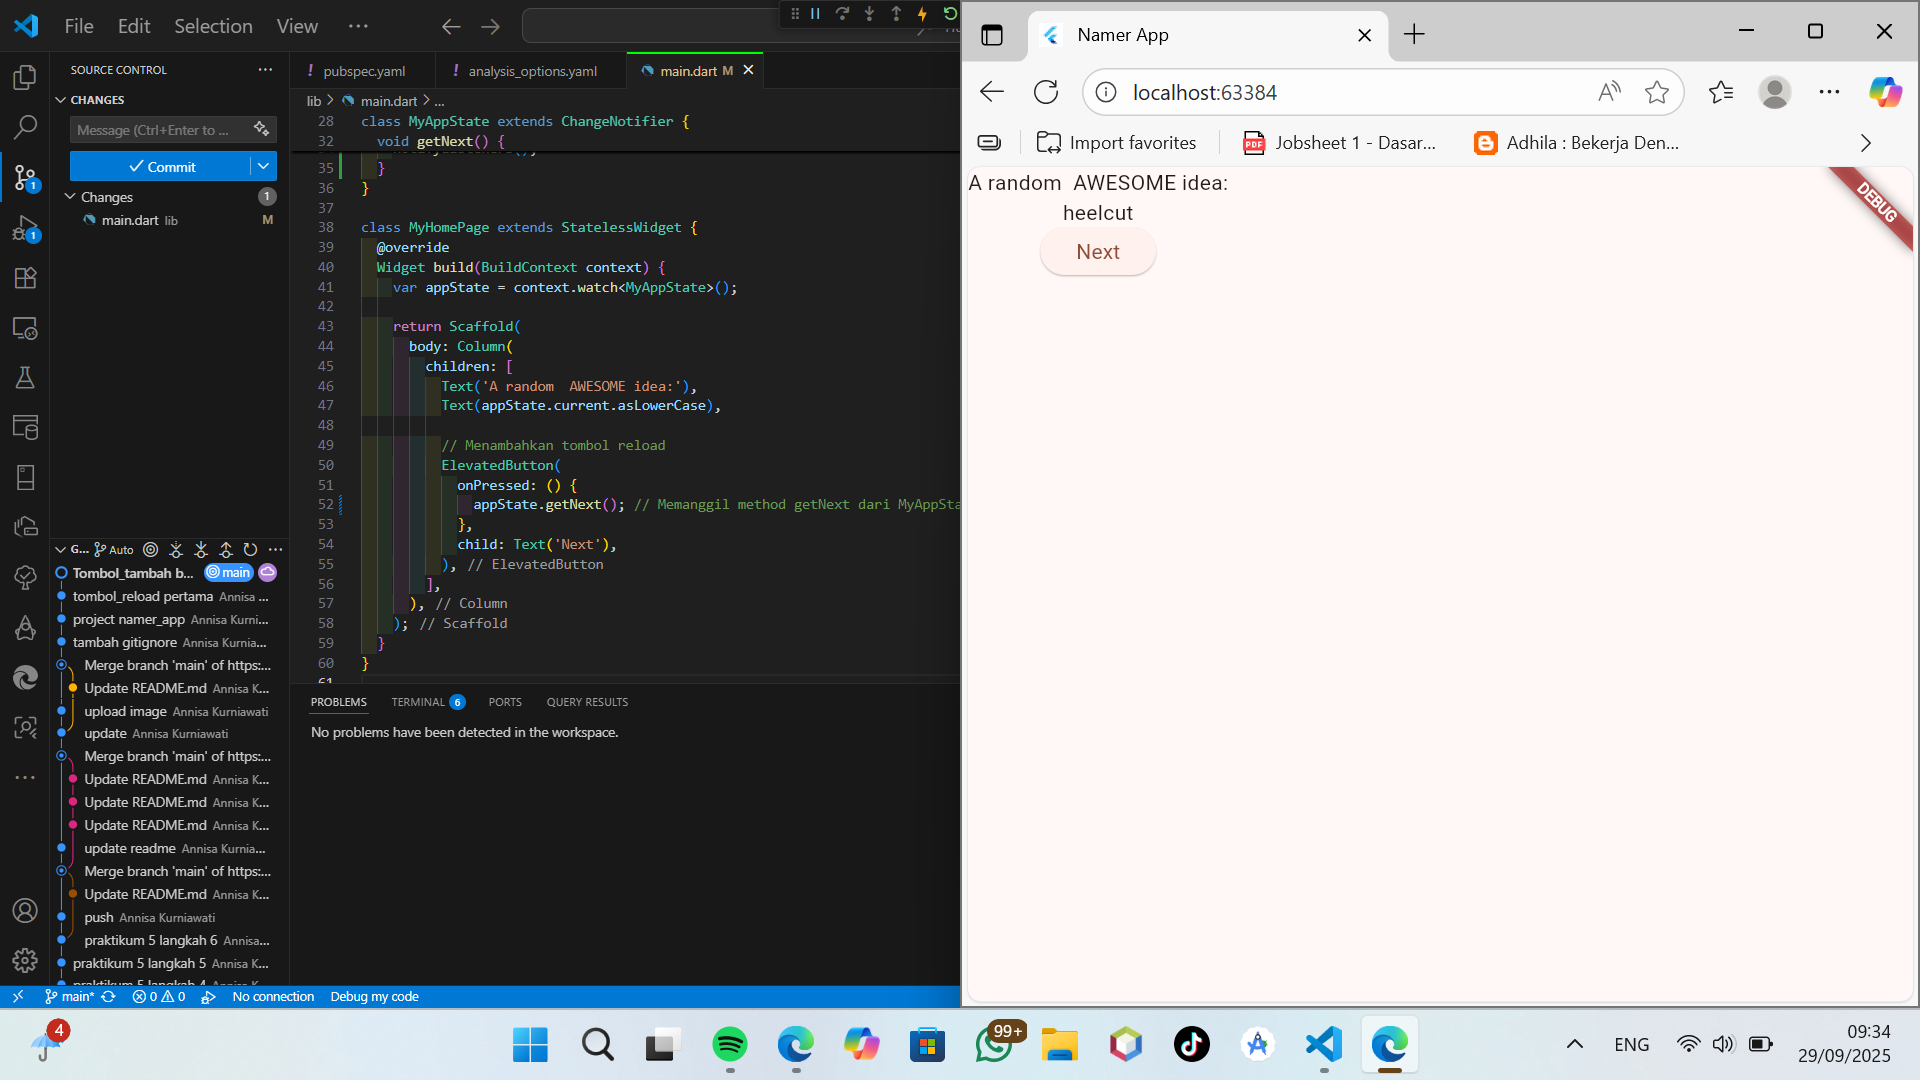 File Edit Selection View
SOURCE CONTROL
CHANGES
Message (Ctrl+Enter to ...
Commit
Changes 1
main.dart lib M
1
1
G... Auto
Tombol_tambah b... main
tombol_reload pertama Annisa ...
project namer_app Annisa Kurni...
tambah gitignore Annisa Kurnia...
Merge branch 'main' of https:...
Update README.md Annisa K...
upload image Annisa Kurniawati
update Annisa Kurniawati
Merge branch 'main' of https:...
Update README.md Annisa K...
Update README.md Annisa K...
Update README.md Annisa K...
update readme Annisa Kurnia...
Merge branch 'main' of https:...
Update README.md Annisa K...
push Annisa Kurniawati
praktikum 5 langkah 6 Annisa...
praktikum 5 langkah 5 Annisa K...
! pubspec.yaml ! analysis_options.yaml main.dart M
lib > main.dart > ...
28 class MyAppState extends ChangeNotifier {
32 void getNext() {
35 }
36 }
37
38 class MyHomePage extends StatelessWidget {
39 @override
40 Widget build(BuildContext context) {
41 var appState = context.watch<MyAppState>();
42
43 return Scaffold(
44 body: Column(
45 children: [
46 Text('A random  AWESOME idea:'),
47 Text(appState.current.asLowerCase),
48
49 // Menambahkan tombol reload
50 ElevatedButton(
51 onPressed: () {
52 appState.getNext(); // Memanggil method getNext dari MyAppSta
53 },
54 child: Text('Next'),
55 ), // ElevatedButton
56 ],
57 ), // Column
58 ); // Scaffold
59 }
60 }
61
PROBLEMS TERMINAL 6 PORTS QUERY RESULTS
No problems have been detected in the workspace.
main* 0 0 No connection Debug my code
Namer App
localhost:63384
Import favorites PDF Jobsheet 1 - Dasar... Adhila : Bekerja Den...
A random  AWESOME idea:
heelcut
Next
DEBUG
4
99+
ENG
09:34
29/09/2025